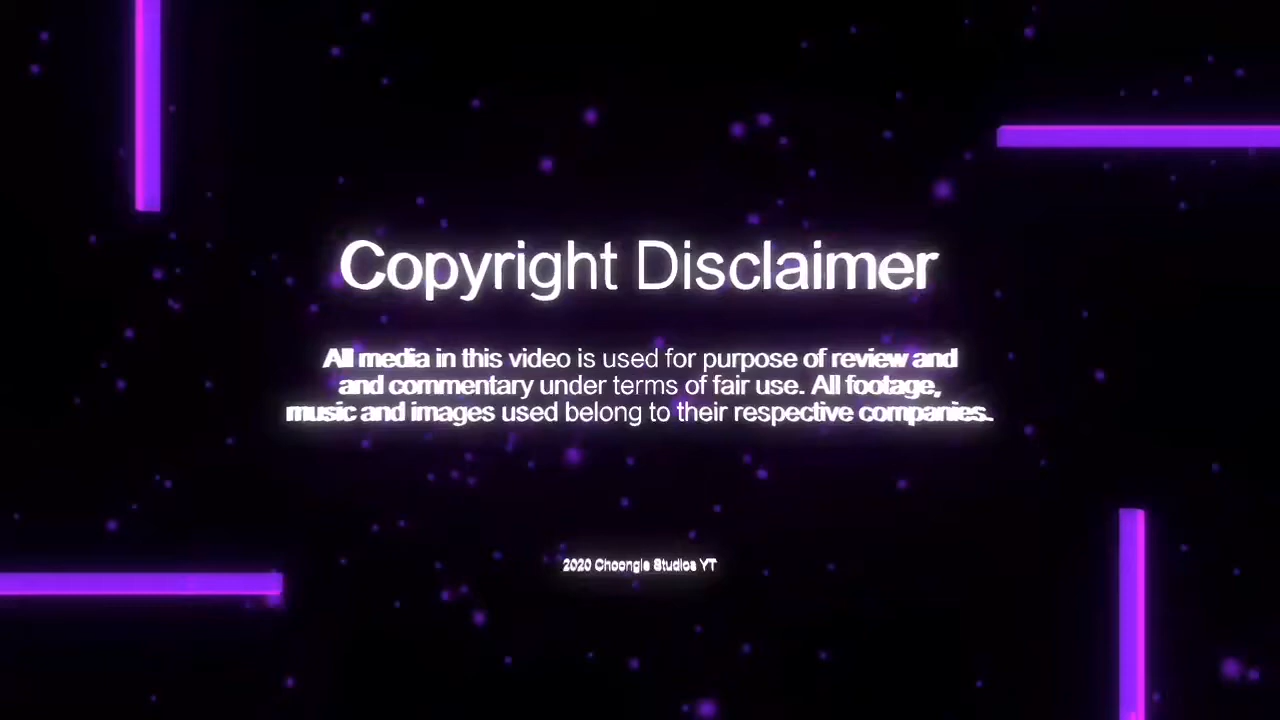 Copyright Disclaimer
All media in this video is used for purpose of review and
and commentary under terms of fair use. All footage,
music and images used belong to their respective companies.
2020 Choongle Studios YT